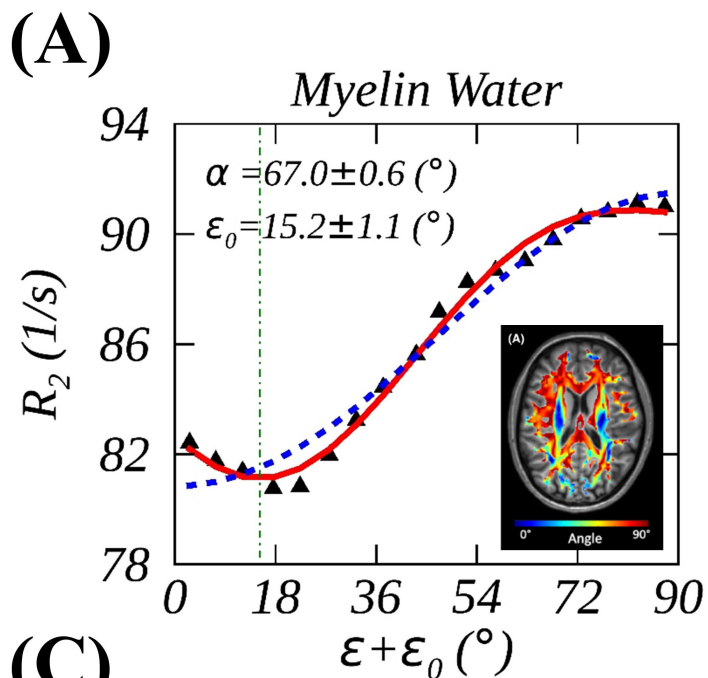 (A)
Myelin Water
94
90
86
82
78
R₂ (1/s)
α =67.0±0.6 (°)
ε₀=15.2±1.1 (°)
(A)
0° Angle 90°
0 18 36 54 72 90
ε+ε₀ (°)
(C)